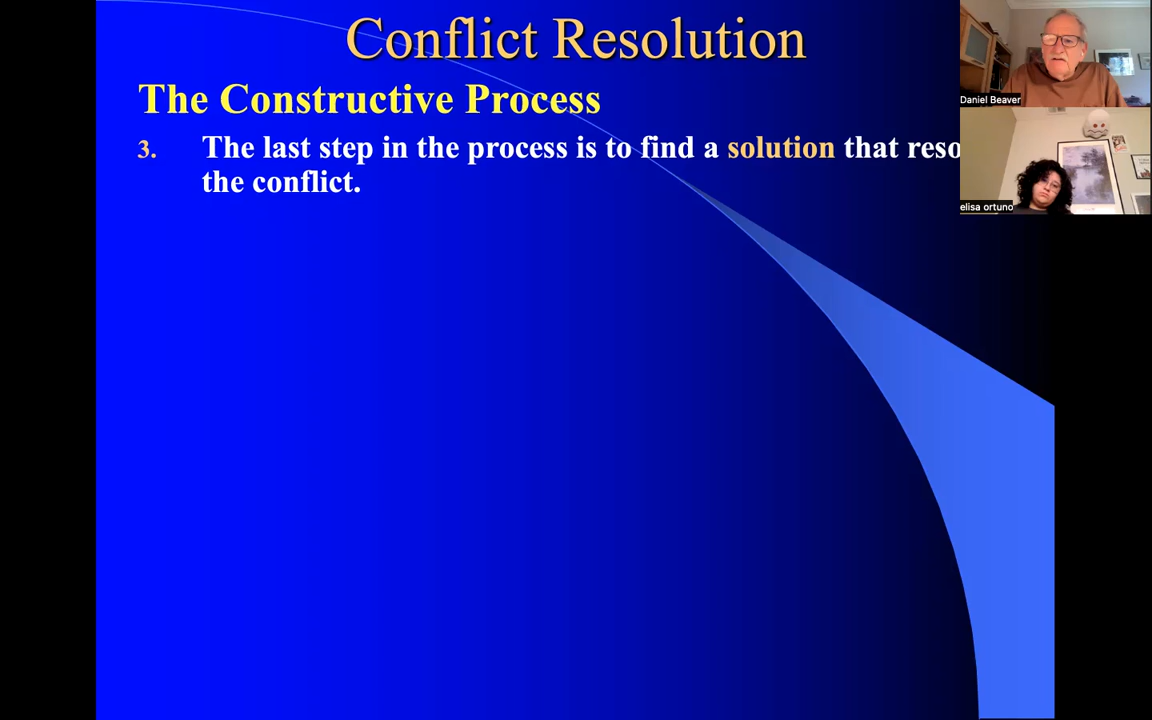 Conflict Resolution
The Constructive Process
3. The last step in the process is to find a solution that reso
the conflict.
Daniel Beaver
elisa ortuno